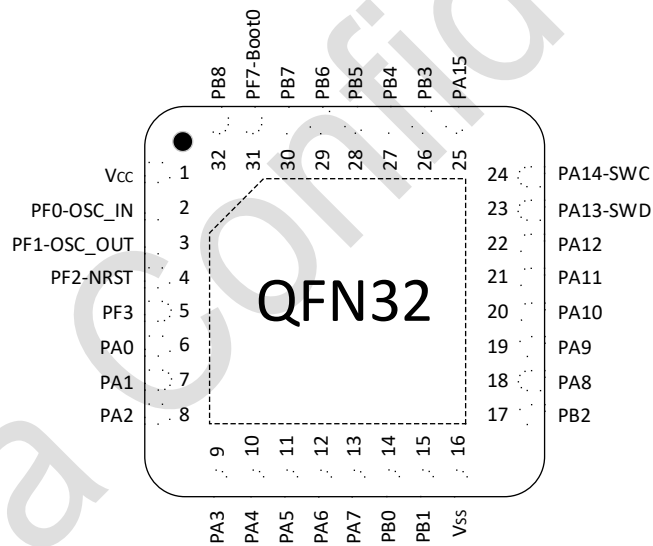 PB8
PF7-Boot0
PB7
PB6
PB5
PB4
PB3
PA15
32
31
30
29
28
27
26
25
Vcc 1
PF0-OSC_IN 2
PF1-OSC_OUT 3
PF2-NRST 4
PF3 5
PA0 6
PA1 7
PA2 8
QFN32
24 PA14-SWC
23 PA13-SWD
22 PA12
21 PA11
20 PA10
19 PA9
18 PA8
17 PB2
9
10
11
12
13
14
15
16
PA3
PA4
PA5
PA6
PA7
PB0
PB1
Vss
a Confid